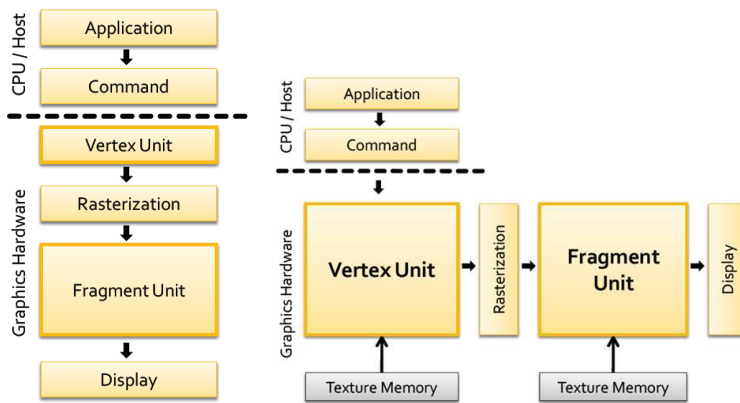 CPU / Host
Application
Command
Graphics Hardware
Vertex Unit
Rasterization
Fragment Unit
Display
CPU / Host
Application
Command
Graphics Hardware
Vertex Unit
Rasterization
Fragment
Unit
Display
Texture Memory
Texture Memory